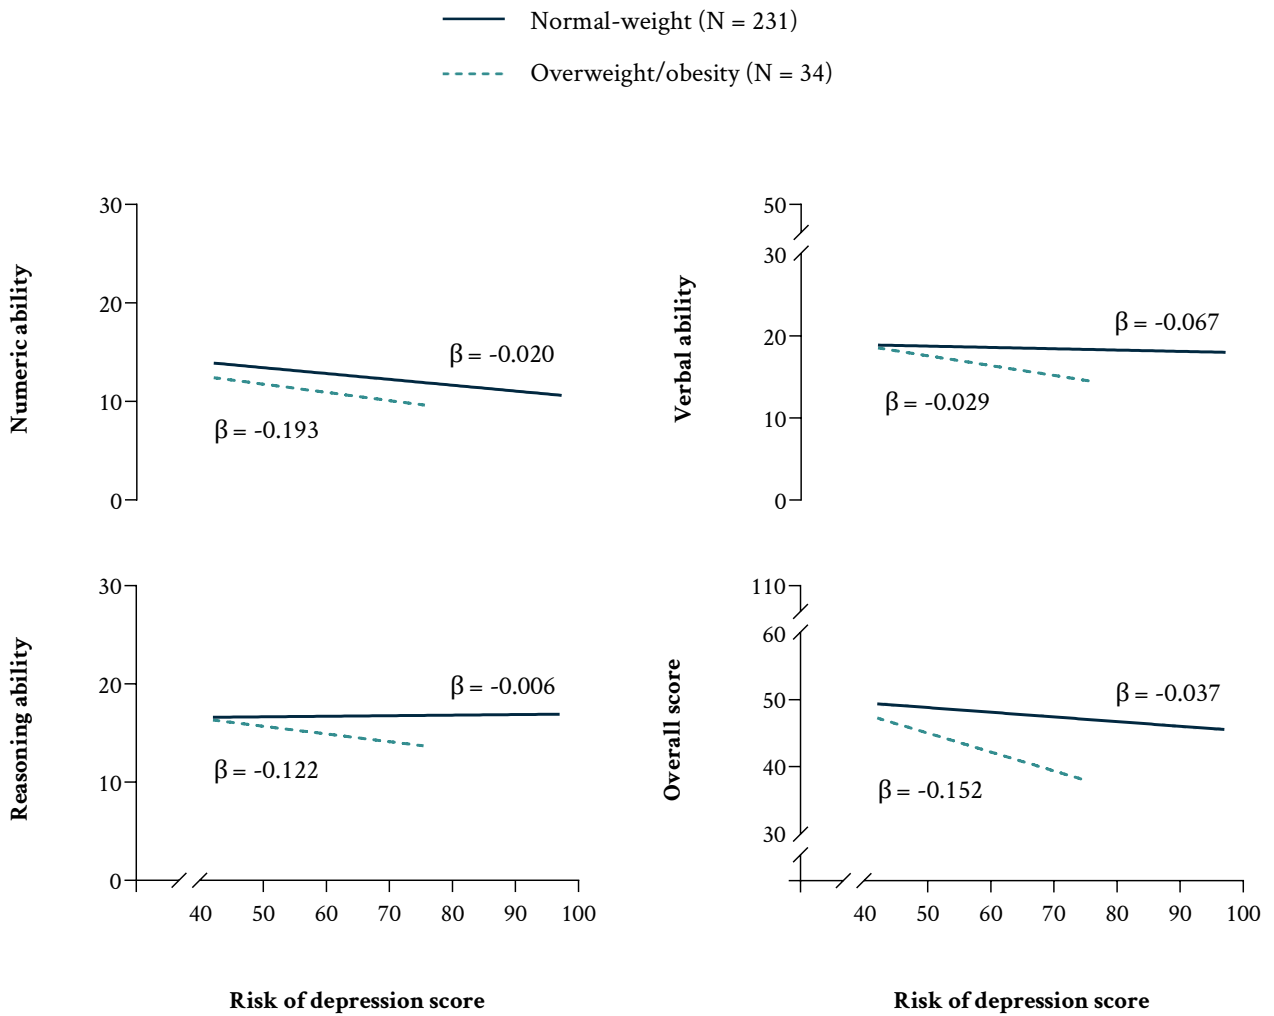 Normal-weight (N = 231)
Overweight/obesity (N = 34)
Numeric ability
30
20
10
0
β = -0.020
β = -0.193
Verbal ability
50
30
20
10
0
β = -0.067
β = -0.029
Reasoning ability
30
20
10
0
β = -0.006
β = -0.122
40 50 60 70 80 90 100
Risk of depression score
Overall score
110
60
50
40
30
β = -0.037
β = -0.152
40 50 60 70 80 90 100
Risk of depression score